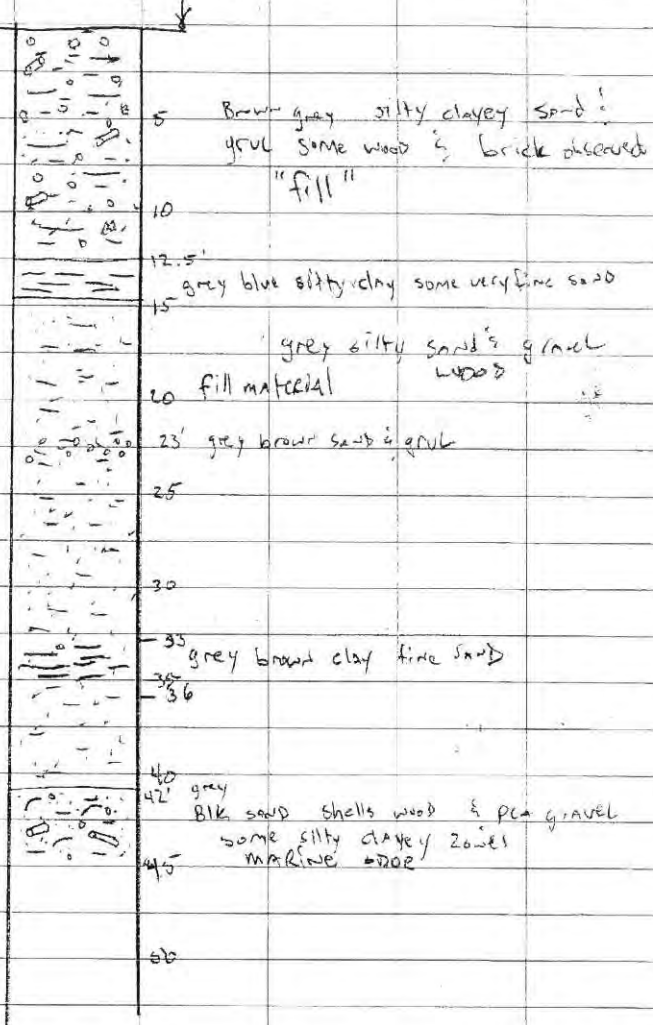 5 Brown grey silty clayey sand &
grvl some wood & brick observed
"fill"
10
12.5'
grey blue silty clay some very fine sand
15
grey silty sand & gravel
wood
fill material
20
23' grey brown sand & grvl
25
30
33
grey brown clay fine sand
35
36
40
42' grey
Blk sand shells wood & pea gravel
some silty clayey zones
marine odor
45
50